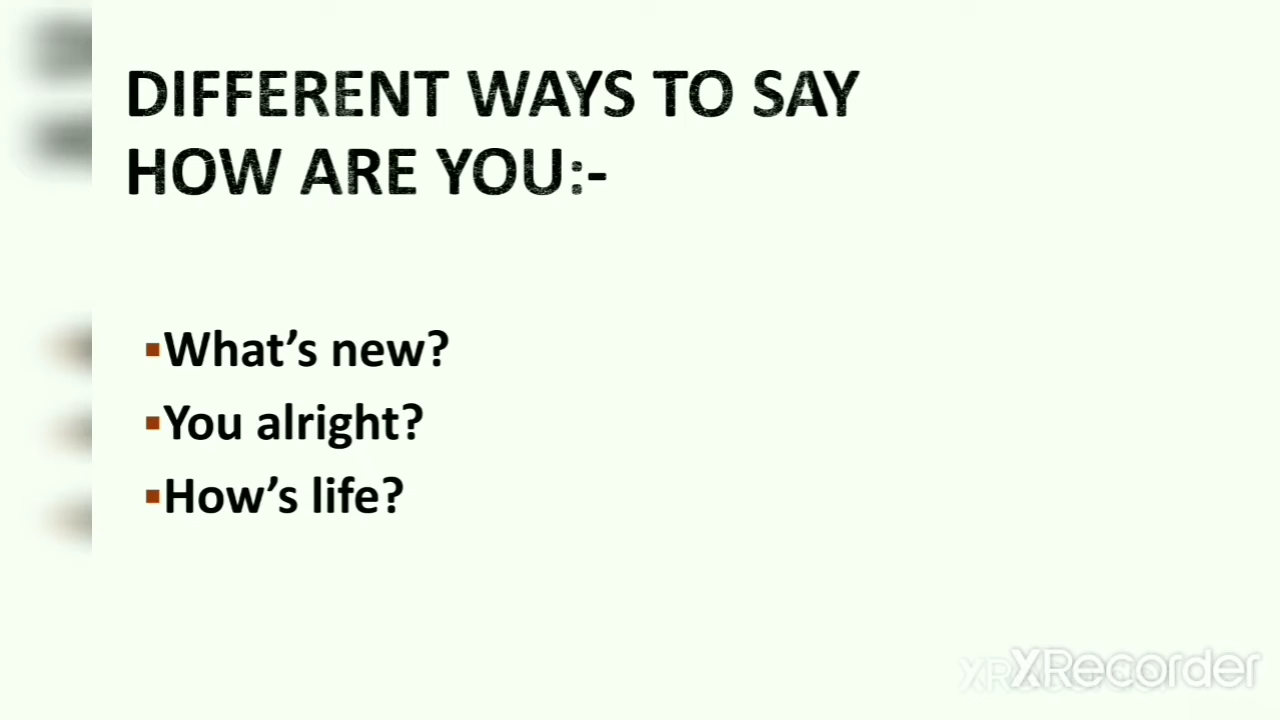 DIFFERENT WAYS TO SAY
HOW ARE YOU:-
▪What’s new?
▪You alright?
▪How’s life?
XRecorder